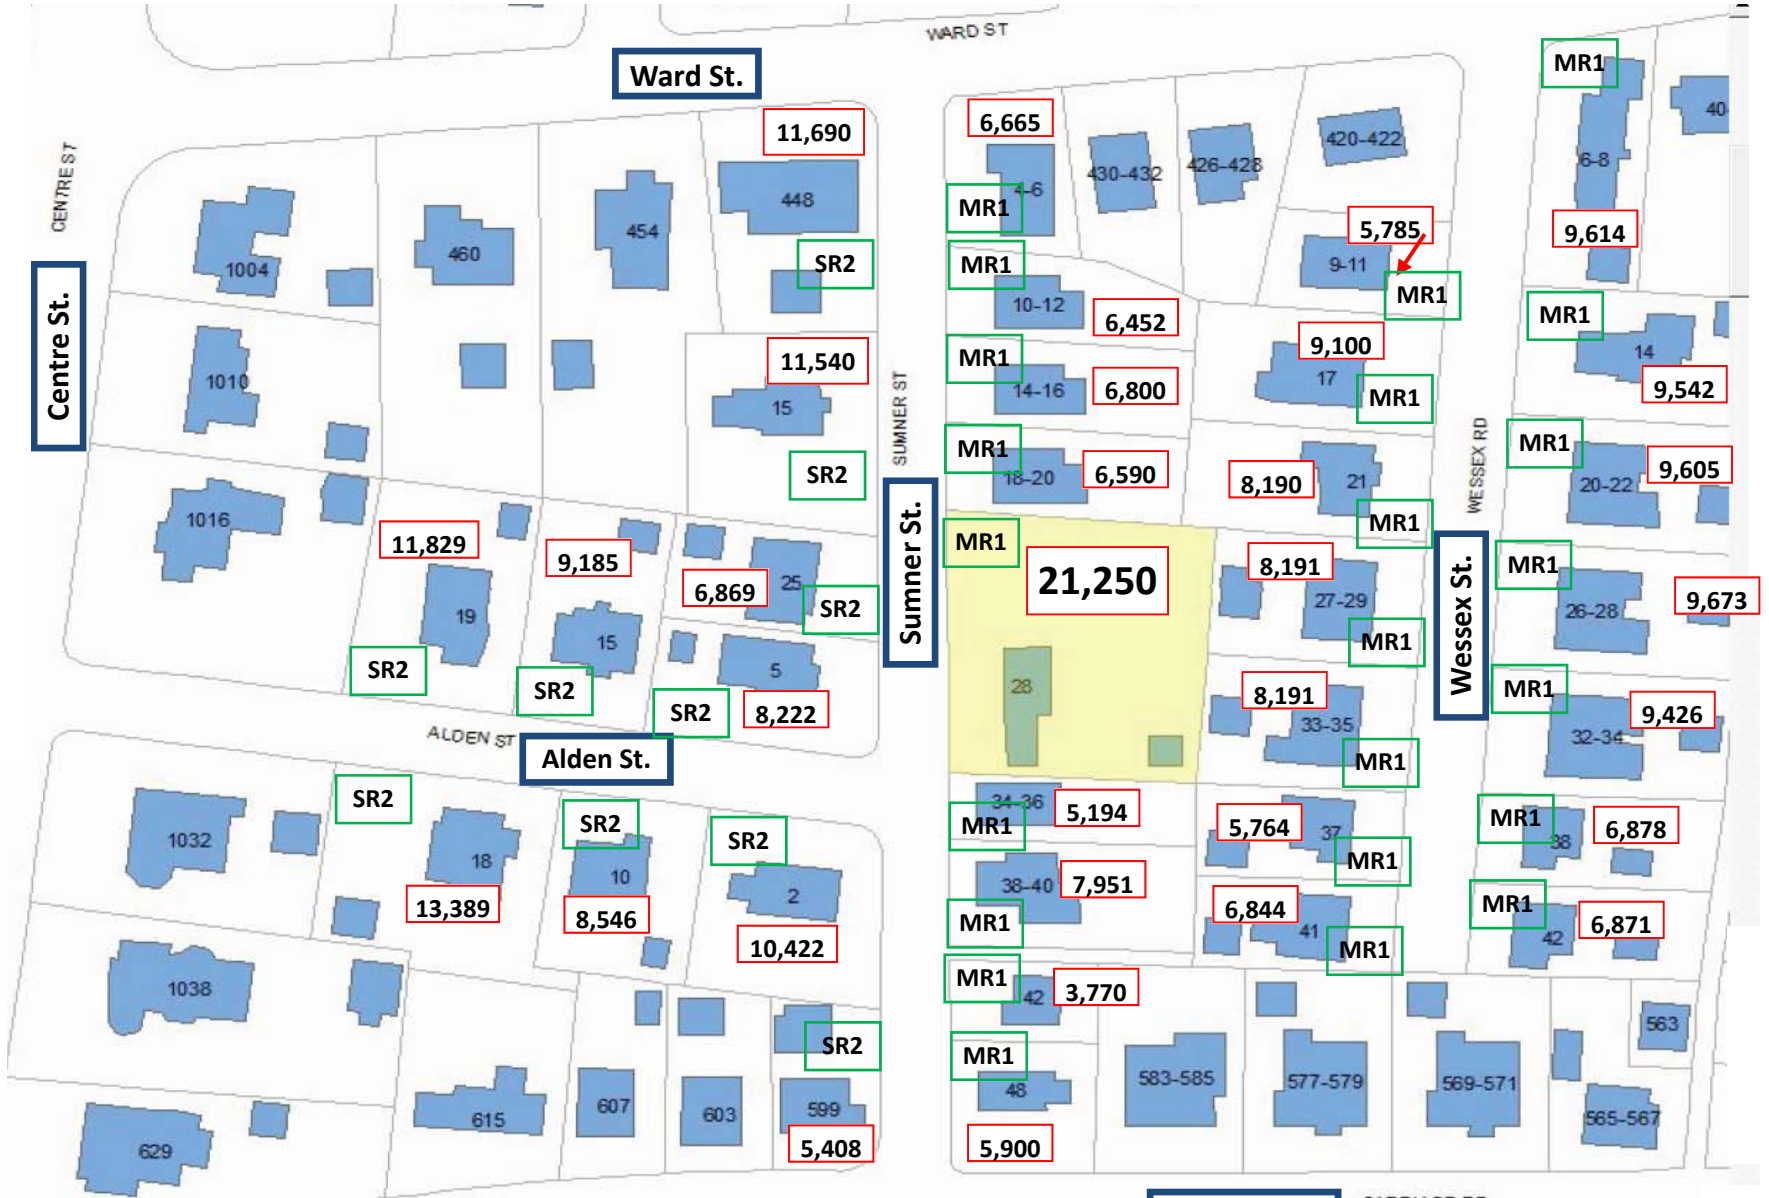 WARD ST
Ward St.
MR1
40-
11,690
6,665
420-422
430-432
426-428
6-8
CENTRE ST
448
4-6
MR1
454
5,785
9,614
460
SR2
MR1
9-11
1004
MR1
10-12
6,452
MR1
Centre St.
11,540
MR1
9,100
14
1010
15
SUMNER ST
14-16
6,800
17
MR1
9,542
SR2
MR1
18-20
6,590
8,190
21
WESSEX RD
MR1
20-22
9,605
1016
11,829
9,185
Sumner St.
MR1
21,250
MR1
8,191
27-29
Wessex St.
MR1
26-28
9,673
6,869
25
SR2
19
15
MR1
SR2
SR2
5
SR2
8,222
28
8,191
33-35
MR1
9,426
32-34
ALDEN ST
Alden St.
MR1
SR2
SR2
SR2
34-36
MR1
5,194
5,764
37
MR1
MR1
38
6,878
1032
18
10
2
13,389
8,546
10,422
38-40
7,951
MR1
6,844
41
MR1
MR1
42
6,871
1038
MR1
42
3,770
SR2
MR1
48
5,900
583-585
577-579
569-571
563
565-567
615
607
603
599
5,408
629